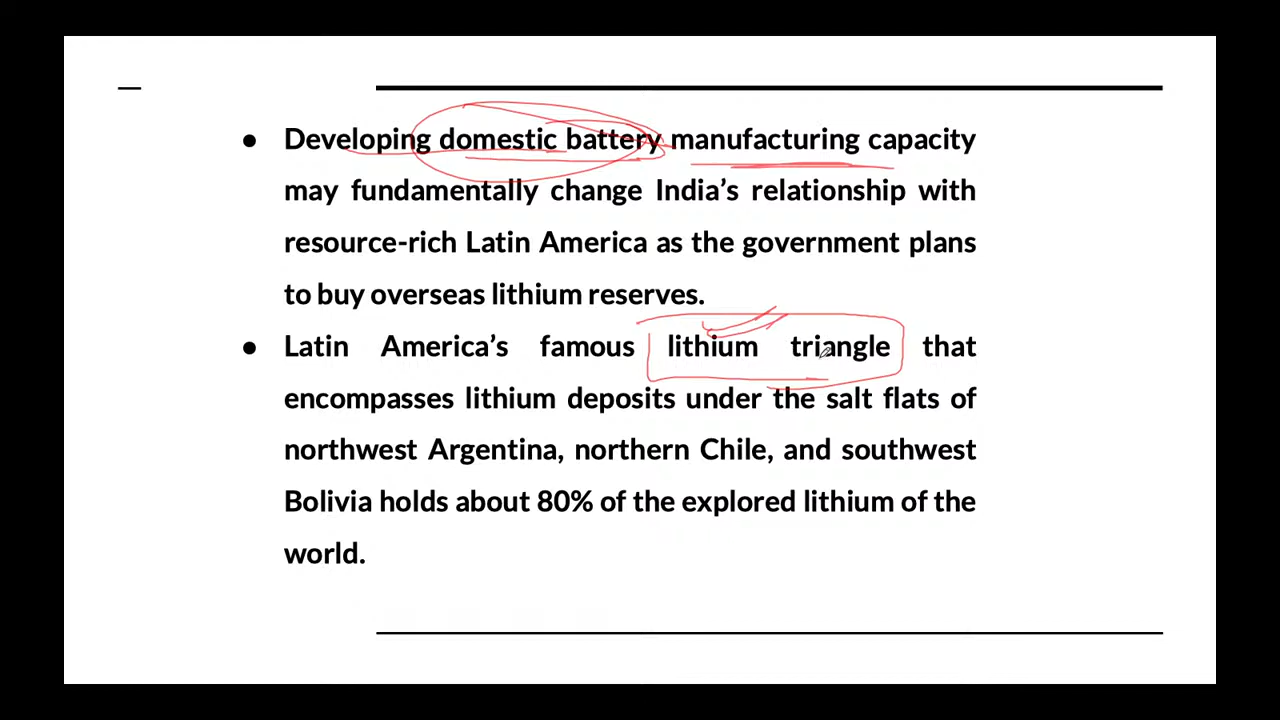 ● Developing domestic battery manufacturing capacity
may fundamentally change India’s relationship with
resource-rich Latin America as the government plans
to buy overseas lithium reserves.
● Latin America’s famous lithium triangle that
encompasses lithium deposits under the salt flats of
northwest Argentina, northern Chile, and southwest
Bolivia holds about 80% of the explored lithium of the
world.